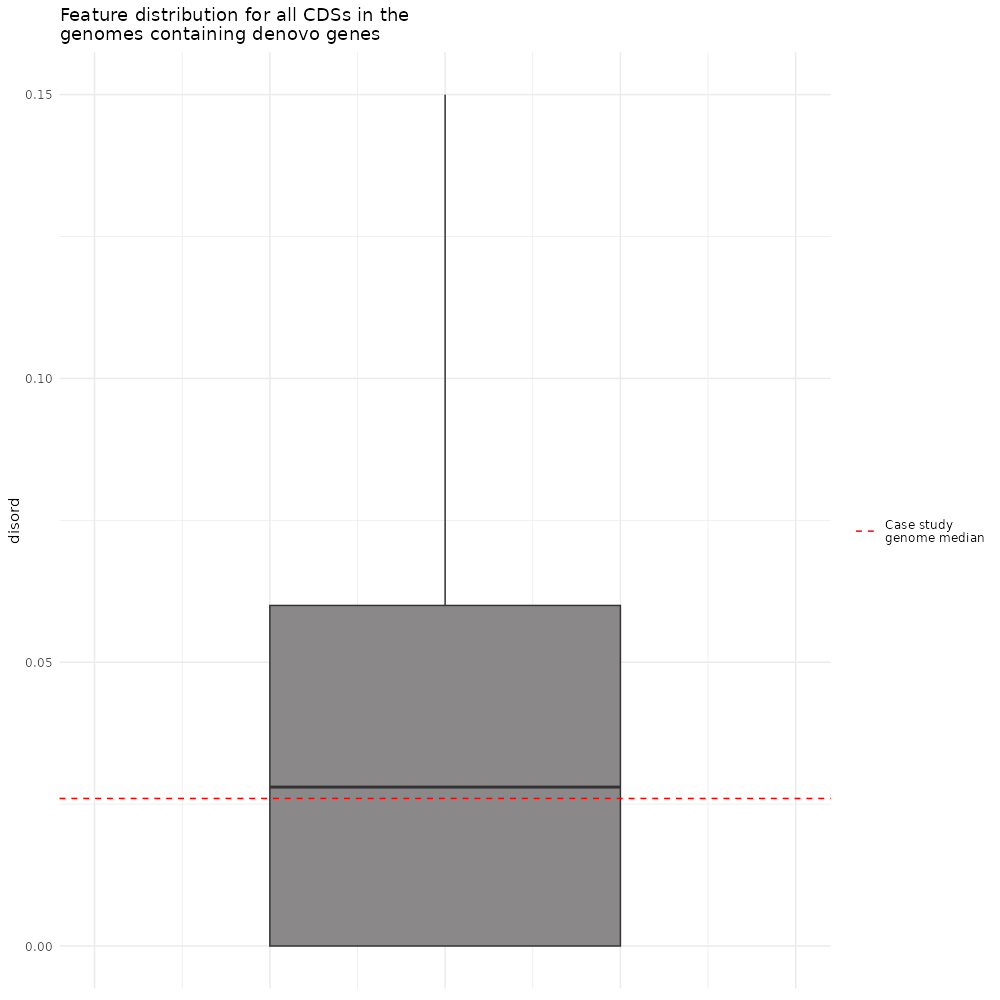 Feature distribution for all CDSs in the
genomes containing denovo genes
0.15
0.10
0.05
0.00
disord
Case study
genome median